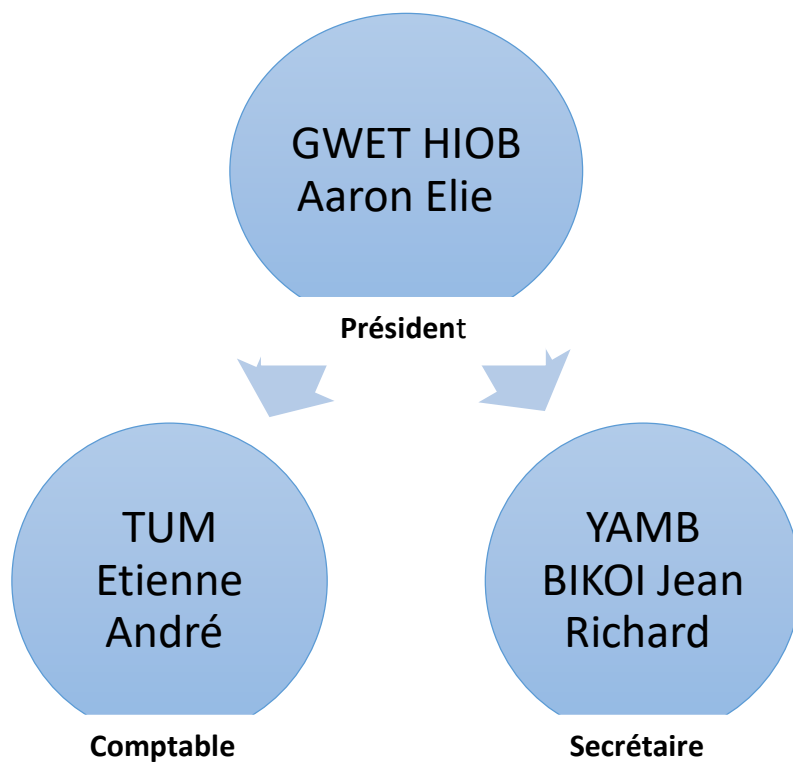 GWET HIOB
Aaron Elie
Président
TUM
Etienne
André
YAMB
BIKOI Jean
Richard
Comptable
Secrétaire